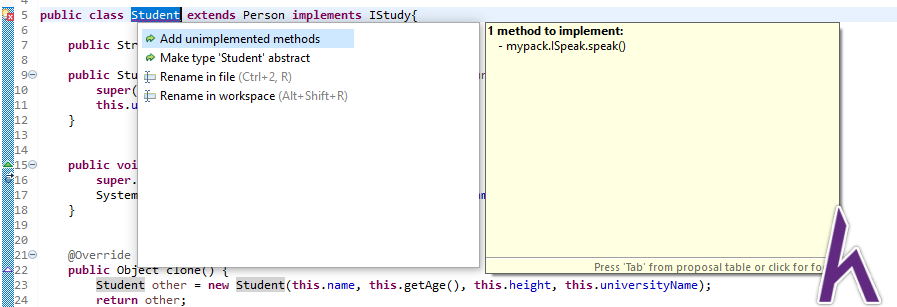 4
5 public class Student extends Person implements IStudy{
6
7 public Str
8
9 public Stu
10 super(
11 this.u
12 }
13
14
15 public voi
16 super.
17 System
18 }
19
20
21 @Override
22 public Object clone() {
23 Student other = new Student(this.name, this.getAge(), this.height, this.universityName);
24 return other;
Add unimplemented methods
Make type 'Student' abstract
Rename in file (Ctrl+2, R)
Rename in workspace (Alt+Shift+R)
1 method to implement:
- mypack.ISpeak.speak()
Press 'Tab' from proposal table or click for fo